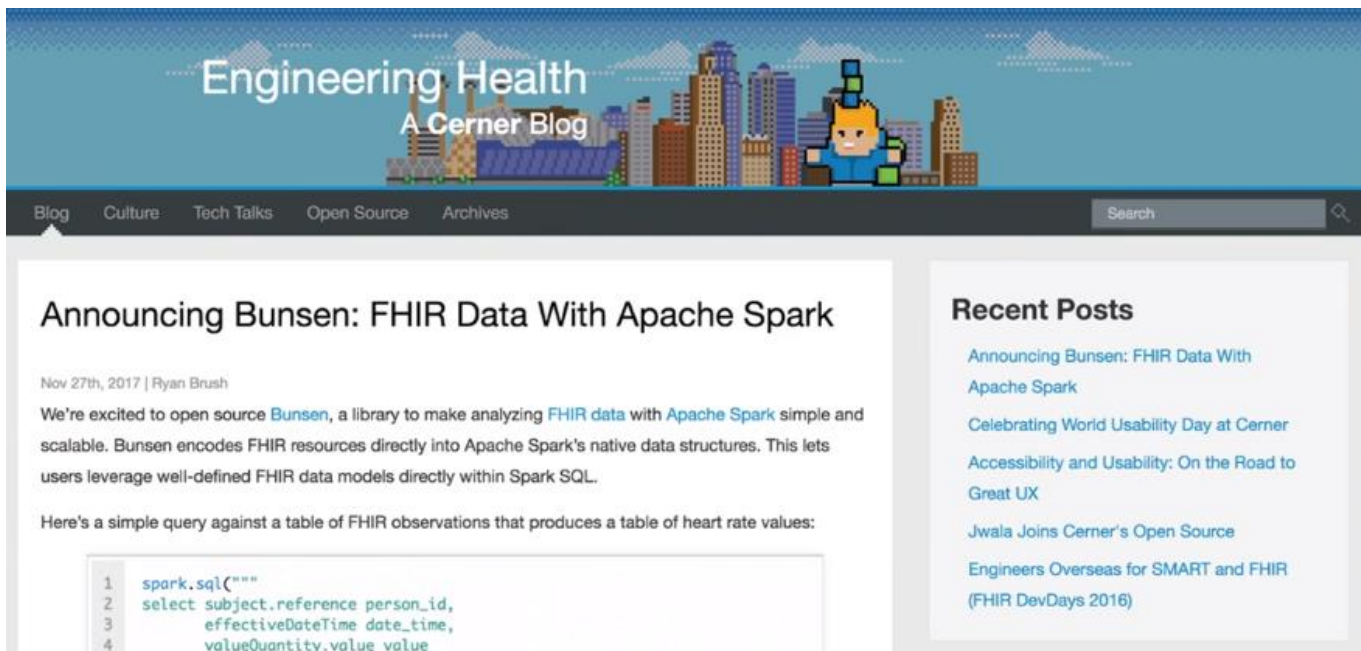 Engineering Health
A Cerner Blog
Blog Culture Tech Talks Open Source Archives
Search
Announcing Bunsen: FHIR Data With Apache Spark
Nov 27th, 2017 | Ryan Brush
We're excited to open source Bunsen, a library to make analyzing FHIR data with Apache Spark simple and
scalable. Bunsen encodes FHIR resources directly into Apache Spark's native data structures. This lets
users leverage well-defined FHIR data models directly within Spark SQL.
Here's a simple query against a table of FHIR observations that produces a table of heart rate values:
1 spark.sql("""
2 select subject.reference person_id,
3 effectiveDateTime date_time,
4 valueQuantity.value value
Recent Posts
Announcing Bunsen: FHIR Data With
Apache Spark
Celebrating World Usability Day at Cerner
Accessibility and Usability: On the Road to
Great UX
Jwala Joins Cerner's Open Source
Engineers Overseas for SMART and FHIR
(FHIR DevDays 2016)